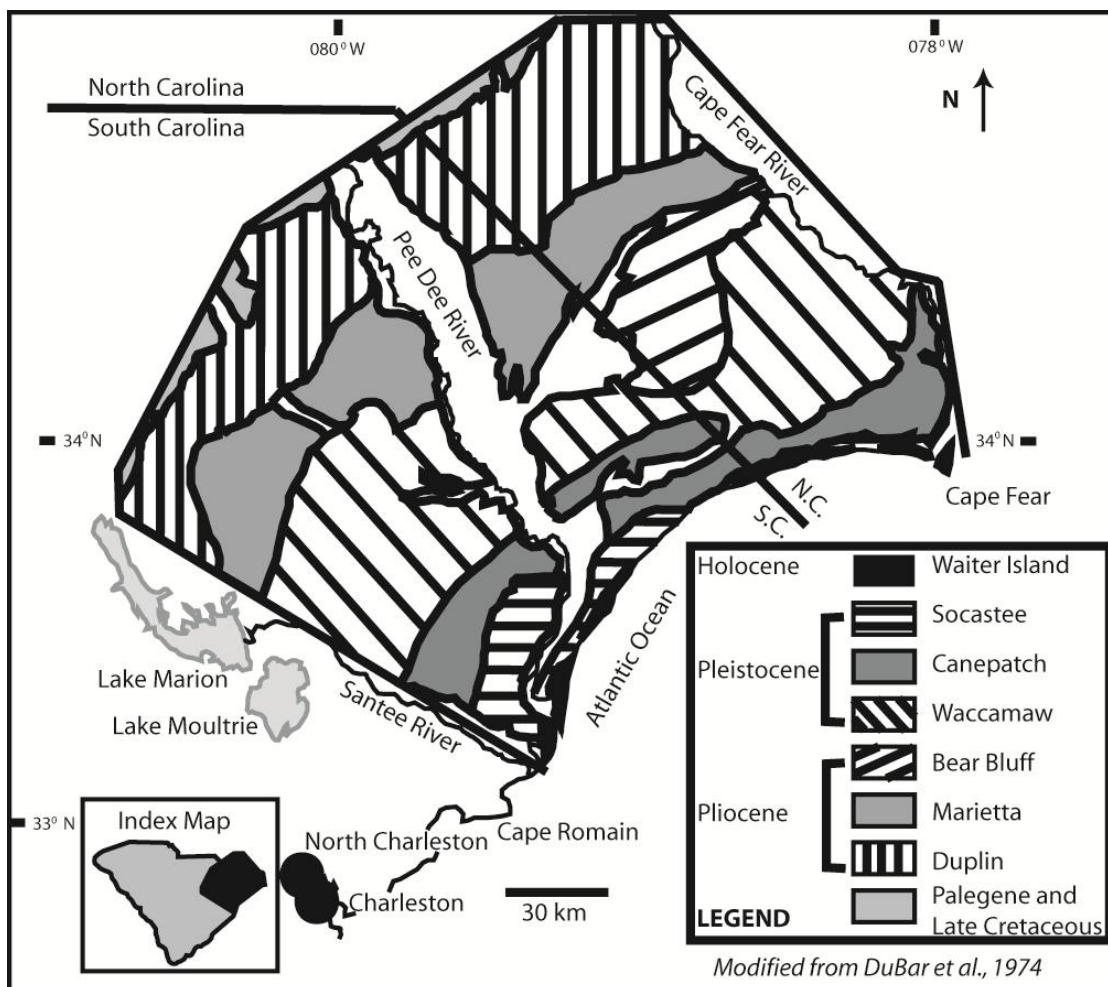 080° W
078° W
North Carolina
South Carolina
N
Cape Fear River
Pee Dee River
34° N
34° N
N.C.
S.C.
Cape Fear
Atlantic Ocean
Lake Marion
Lake Moultrie
Santee River
33° N
Index Map
North Charleston
Cape Romain
Charleston
30 km
Holocene
Waiter Island
Socastee
Pleistocene
Canepatch
Waccamaw
Bear Bluff
Pliocene
Marietta
Duplin
LEGEND
Palegene and
Late Cretaceous
Modified from DuBar et al., 1974